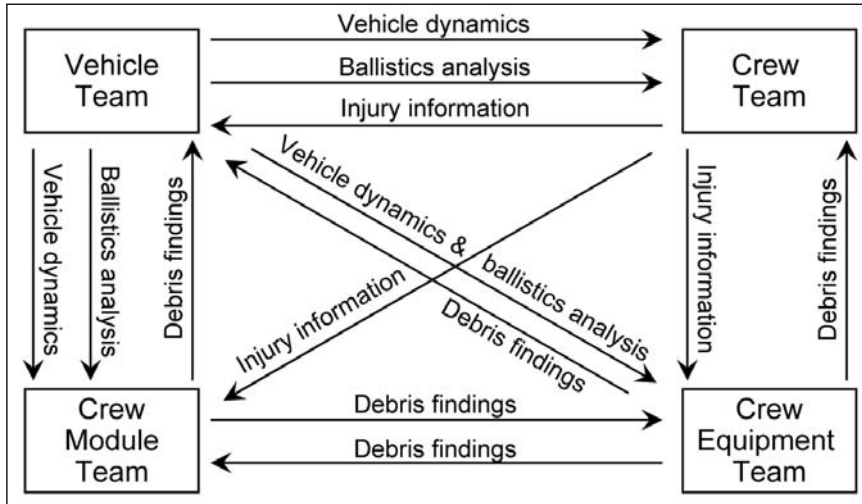 Vehicle dynamics
Vehicle
Team
Ballistics analysis
Crew
Team
Injury information
Vehicle dynamics
Ballistics analysis
Debris findings
Vehicle dynamics & ballistics analysis
Injury information
Debris findings
Injury information
Debris findings
Crew
Module
Team
Debris findings
Debris findings
Crew
Equipment
Team